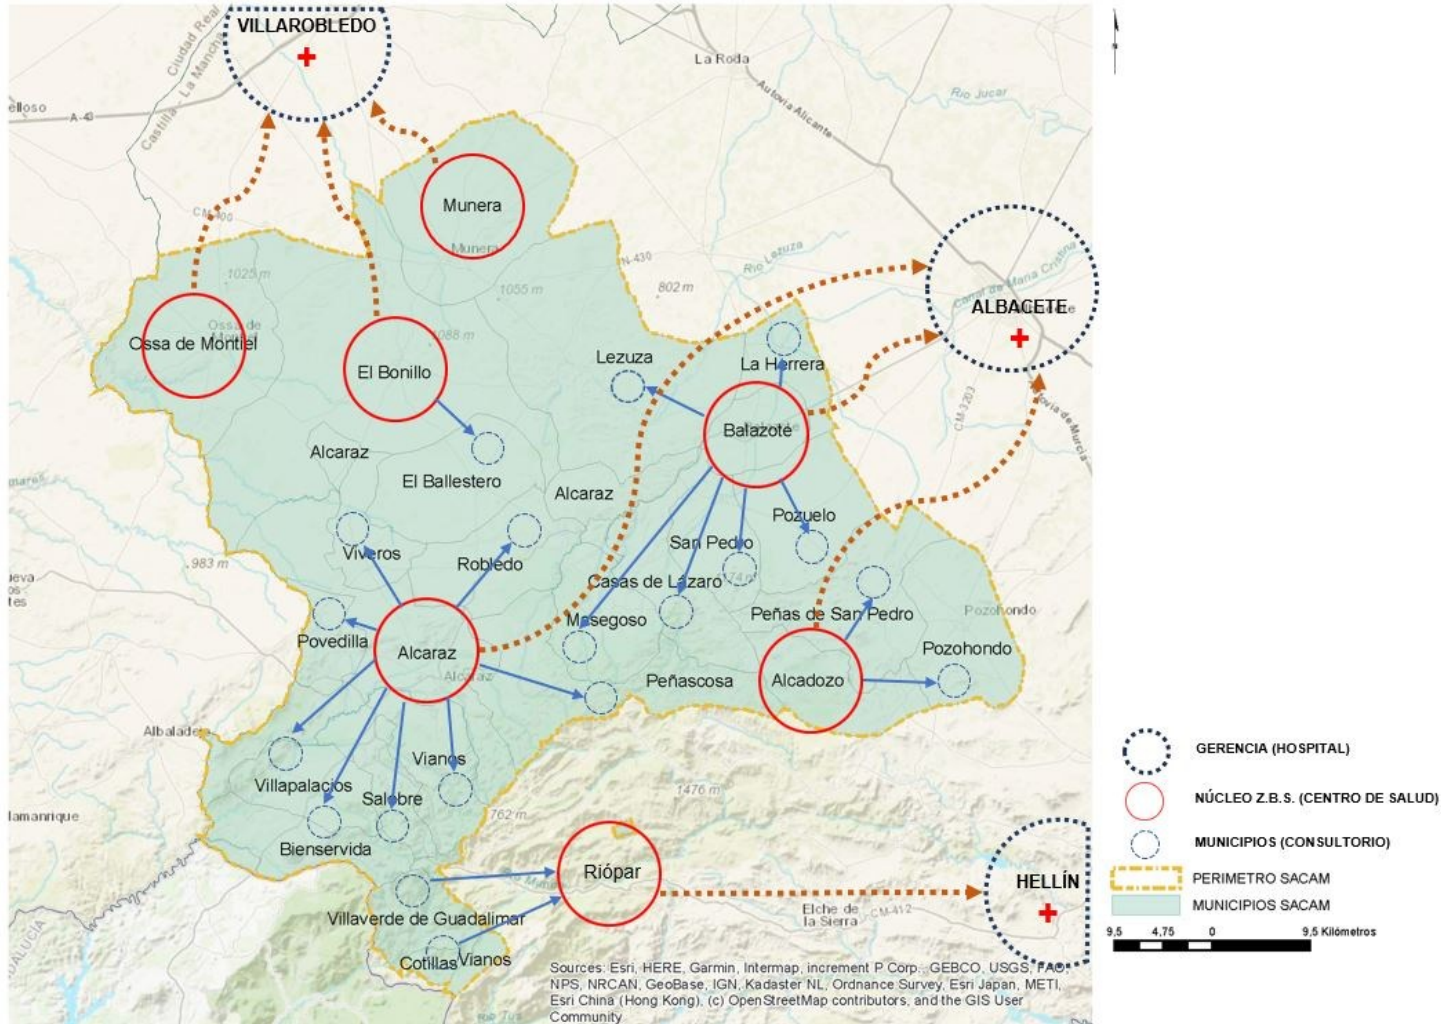 VILLAROBLEDO
Ciudad Real
Castilla - La Mancha
elloso
A-43
La Roda
Autovía Alicante
Río Jucar
Munera
Munera
CM-400
N-430
Río Lezuza
1025 m
1055 m
802 m
Canal de María Cristina
ALBACETE
Ossa de Montiel
El Bonillo
1088 m
Lezuza
La Herrera
CM-3203
Autovía de Murcia
Balazote
Alcaraz
El Ballestero
Alcaraz
Pozuelo
Viveros
Robledo
San Pedro
983 m
Casas de Lázaro
Peñas de San Pedro
Pozohondo
Masegoso
Povedilla
Alcaraz
Alcaraz
Peñascosa
Alcadozo
Pozohondo
Albaladejo
Vianos
Villapalacios
Salobre
1476 m
762 m
lamanrique
Bienservida
Riópar
HELLÍN
Villaverde de Guadalimar
Elche de
la Sierra
CM-412
Cotillas
Vianos
Sources: Esri, HERE, Garmin, Intermap, increment P Corp., GEBCO, USGS, FAO,
NPS, NRCAN, GeoBase, IGN, Kadaster NL, Ordnance Survey, Esri Japan, METI,
Esri China (Hong Kong), (c) OpenStreetMap contributors, and the GIS User
Community
N
GERENCIA (HOSPITAL)
NÚCLEO Z.B.S. (CENTRO DE SALUD)
MUNICIPIOS (CONSULTORIO)
PERIMETRO SACAM
MUNICIPIOS SACAM
9,5 4,75 0 9,5 Kilómetros